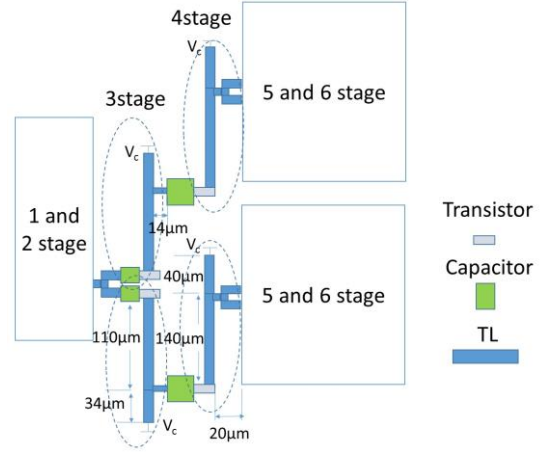 4stage
Vc
5 and 6 stage
3stage
Vc
1 and
2 stage
14μm
Transistor
Vc
40μm
Capacitor
5 and 6 stage
110μm
140μm
TL
34μm
Vc
20μm